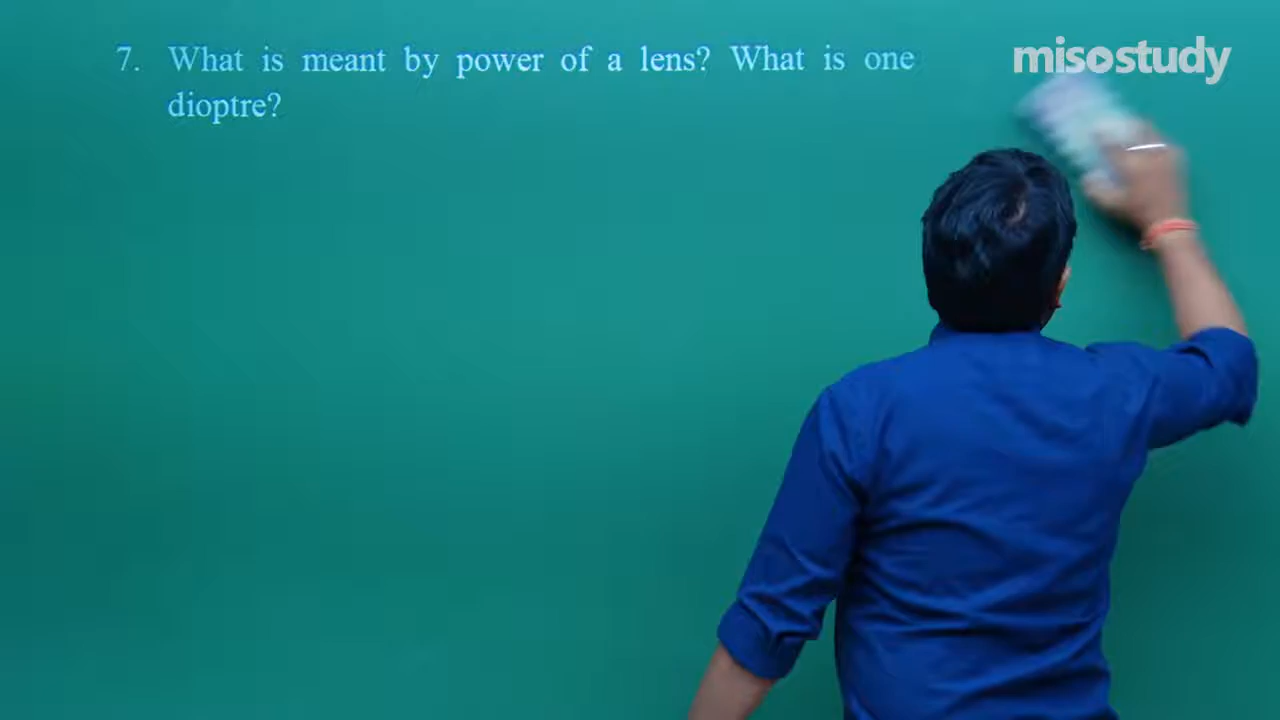 7. What is meant by power of a lens? What is one
dioptre?
misostudy